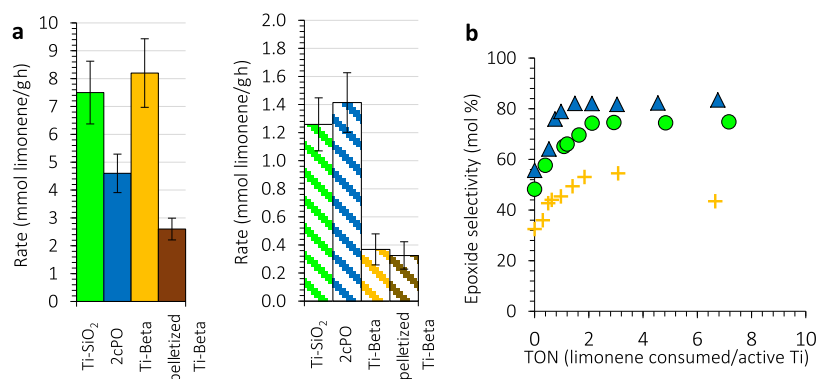 a
Rate (mmol limonene/gh)
10
9
8
7
6
5
4
3
2
1
0
Ti-SiO₂
2cPO
Ti-Beta
pelletized
Ti-Beta
Rate (mmol limonene/gh)
2.0
1.8
1.6
1.4
1.2
1.0
0.8
0.6
0.4
0.2
0.0
Ti-SiO₂
2cPO
Ti-Beta
pelletized
Ti-Beta
b
Epoxide selectivity (mol %)
100
80
60
40
20
0
0 2 4 6 8 10
TON (limonene consumed/active Ti)